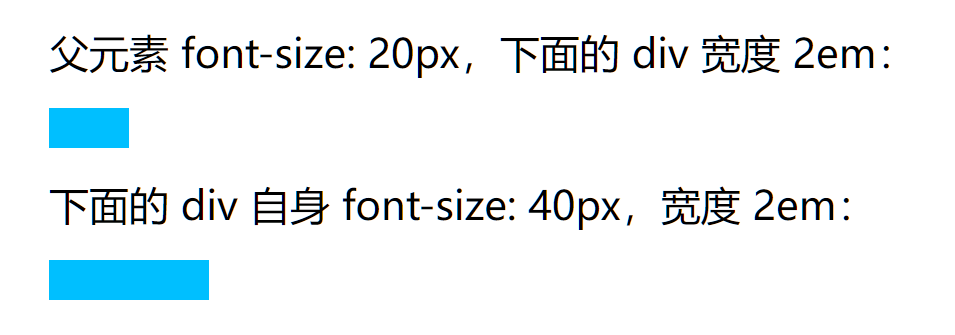 父元素 font-size: 20px，下面的 div 宽度 2em：
下面的 div 自身 font-size: 40px，宽度 2em：